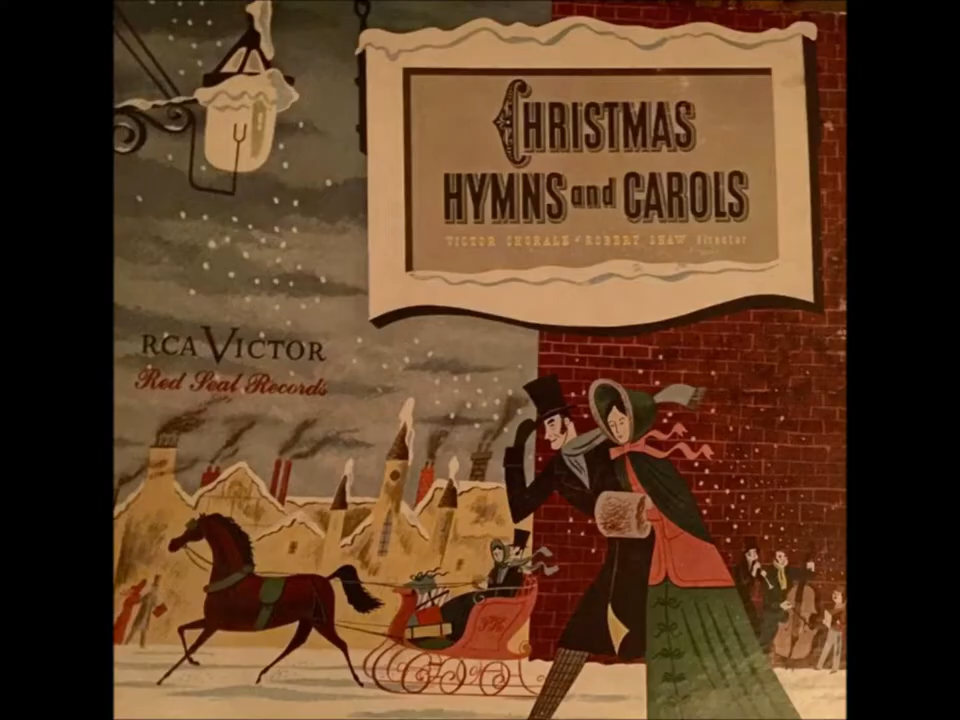 CHRISTMAS
HYMNS and CAROLS
VICTOR CHORALE • ROBERT SHAW director
RCA VICTOR
Red Seal Records